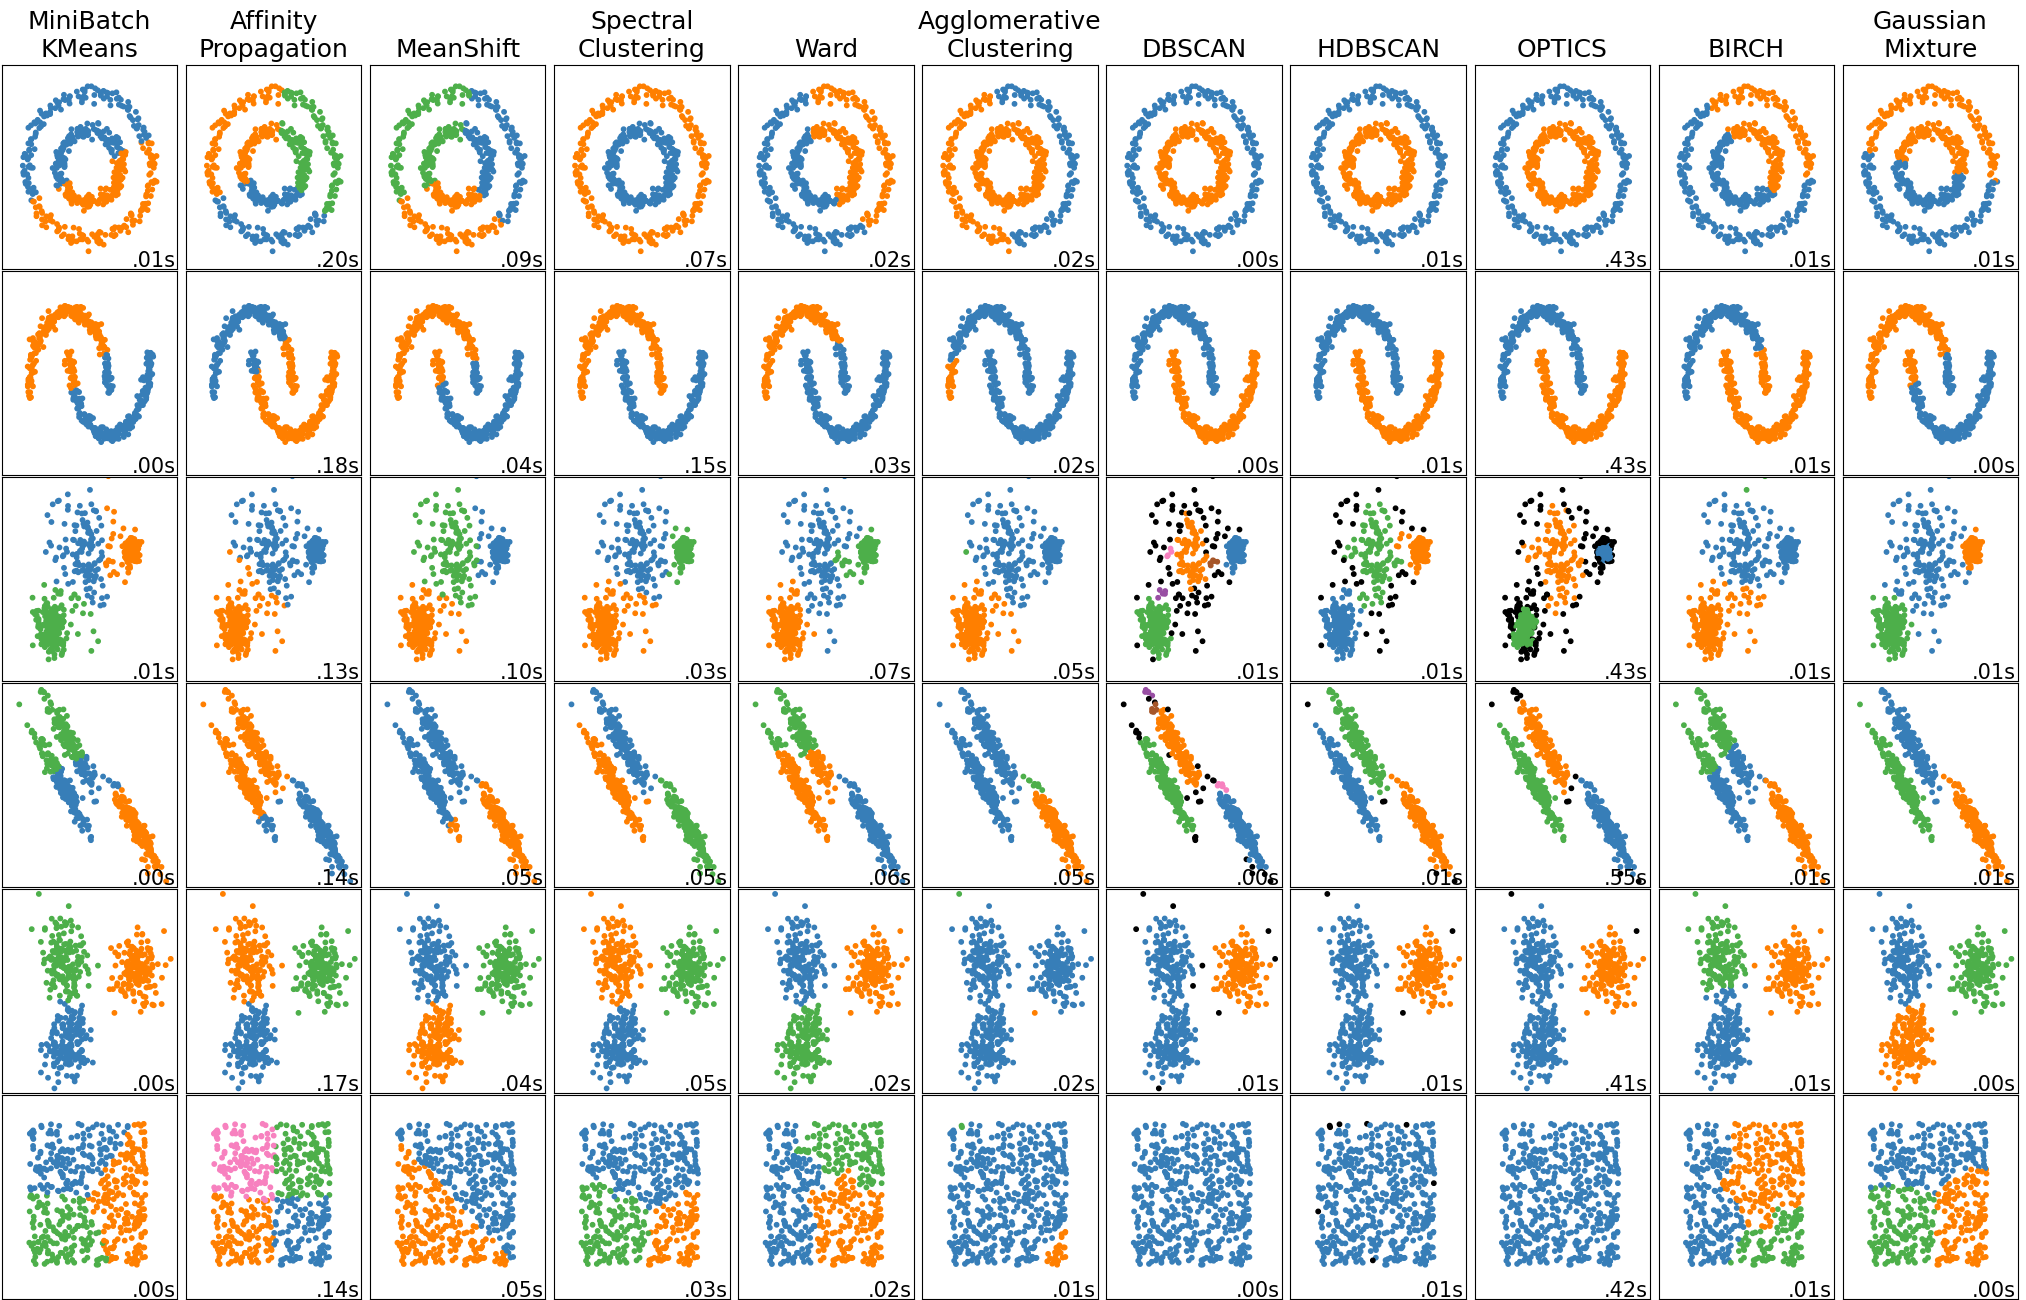 MiniBatch
KMeans
Affinity
Propagation
MeanShift
Spectral
Clustering
Ward
Agglomerative
Clustering
DBSCAN
HDBSCAN
OPTICS
BIRCH
Gaussian
Mixture
.01s
.20s
.09s
.07s
.02s
.02s
.00s
.01s
.43s
.01s
.01s
.00s
.18s
.04s
.15s
.03s
.02s
.00s
.01s
.43s
.01s
.00s
.01s
.13s
.10s
.03s
.07s
.05s
.01s
.01s
.43s
.01s
.01s
.00s
.14s
.05s
.05s
.06s
.05s
.00s
.01s
.55s
.01s
.01s
.00s
.17s
.04s
.05s
.02s
.02s
.01s
.01s
.41s
.01s
.00s
.00s
.14s
.05s
.03s
.02s
.01s
.00s
.01s
.42s
.01s
.00s